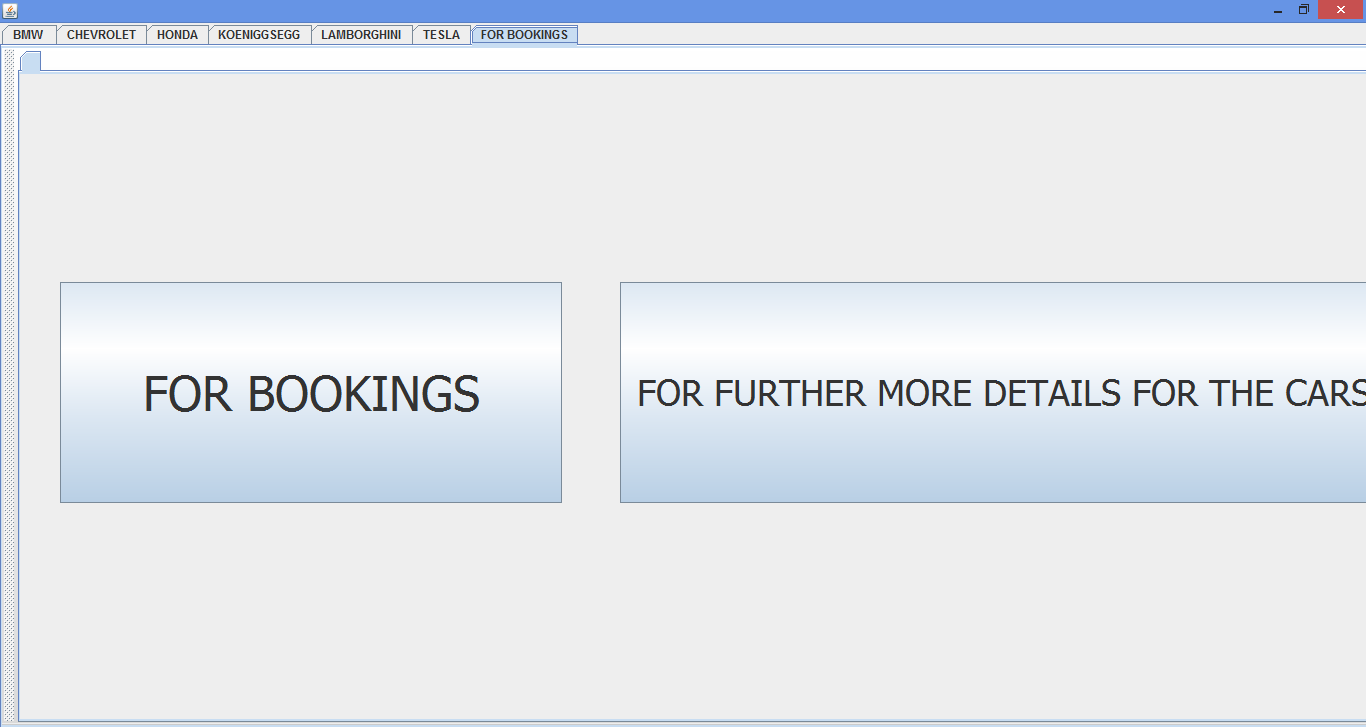 BMW CHEVROLET HONDA KOENIGGSEGG LAMBORGHINI TESLA FOR BOOKINGS
FOR BOOKINGS
FOR FURTHER MORE DETAILS FOR THE CARS